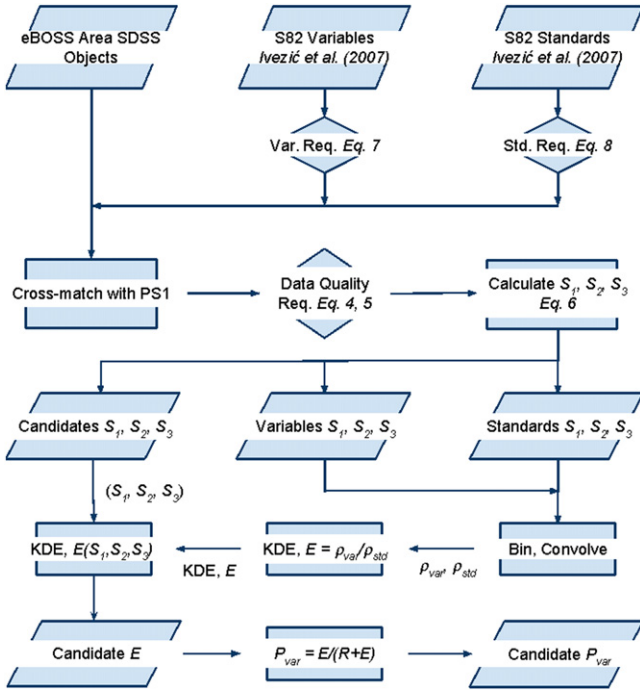 eBOSS Area SDSS
Objects
S82 Variables
Ivezić et al. (2007)
S82 Standards
Ivezić et al. (2007)
Var. Req. Eq. 7
Std. Req. Eq. 8
Cross-match with PS1
Data Quality
Req. Eq. 4, 5
Calculate S₁, S₂, S₃
Eq. 6
Candidates S₁, S₂, S₃
Variables S₁, S₂, S₃
Standards S₁, S₂, S₃
(S₁, S₂, S₃)
KDE, E(S₁,S₂,S₃)
KDE, E
KDE, E = ρvar/ρstd
ρvar, ρstd
Bin, Convolve
Candidate E
Pvar = E/(R+E)
Candidate Pvar